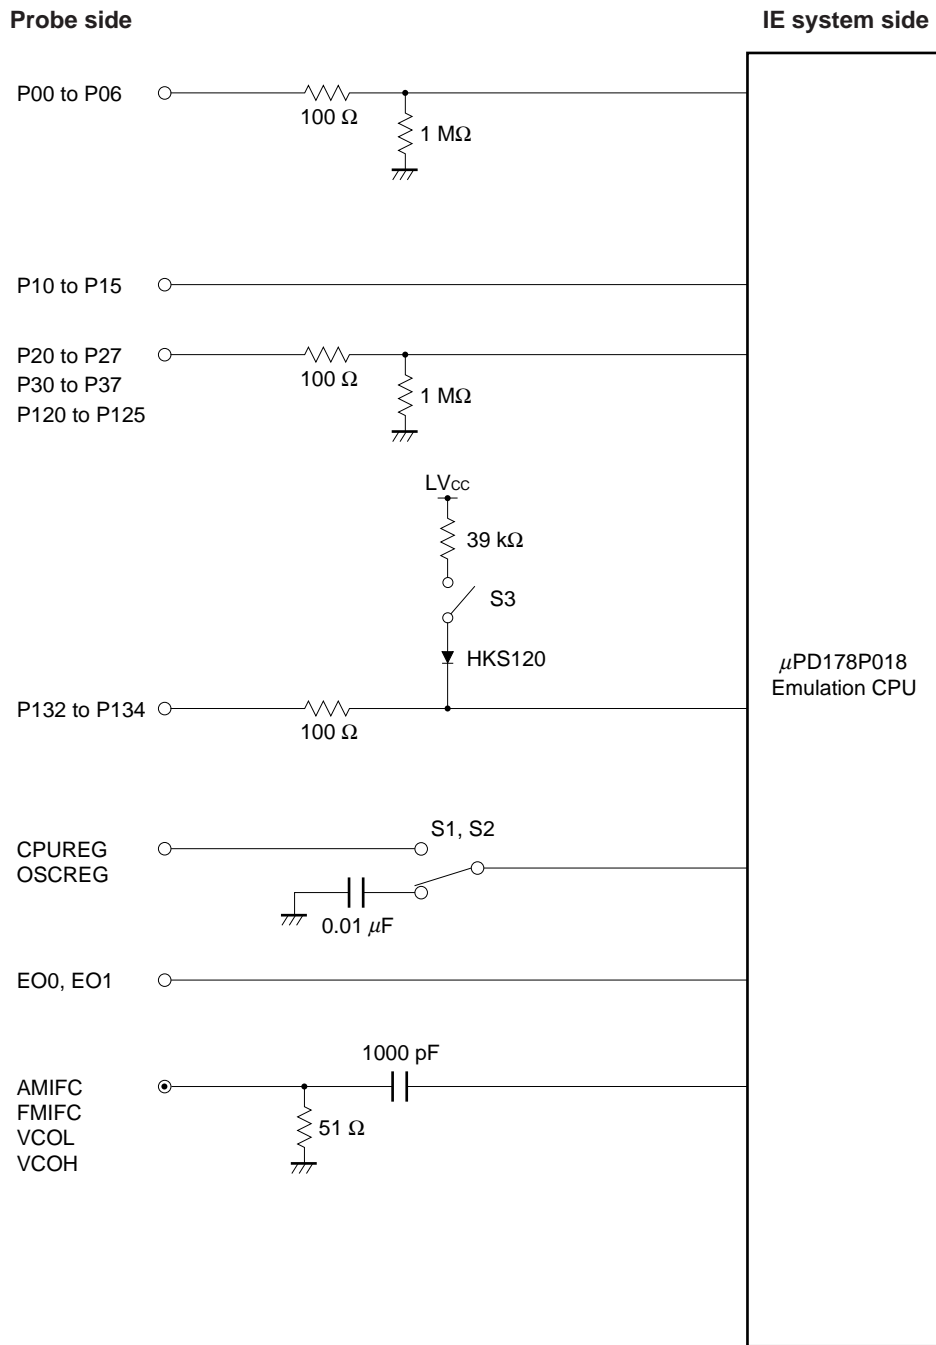 Probe side
IE system side
P00 to P06
100 Ω
1 MΩ
P10 to P15
P20 to P27
P30 to P37
P120 to P125
100 Ω
1 MΩ
LVCC
39 kΩ
S3
HKS120
μPD178P018
Emulation CPU
P132 to P134
100 Ω
S1, S2
CPUREG
OSCREG
0.01 μF
EO0, EO1
1000 pF
AMIFC
FMIFC
VCOL
VCOH
51 Ω